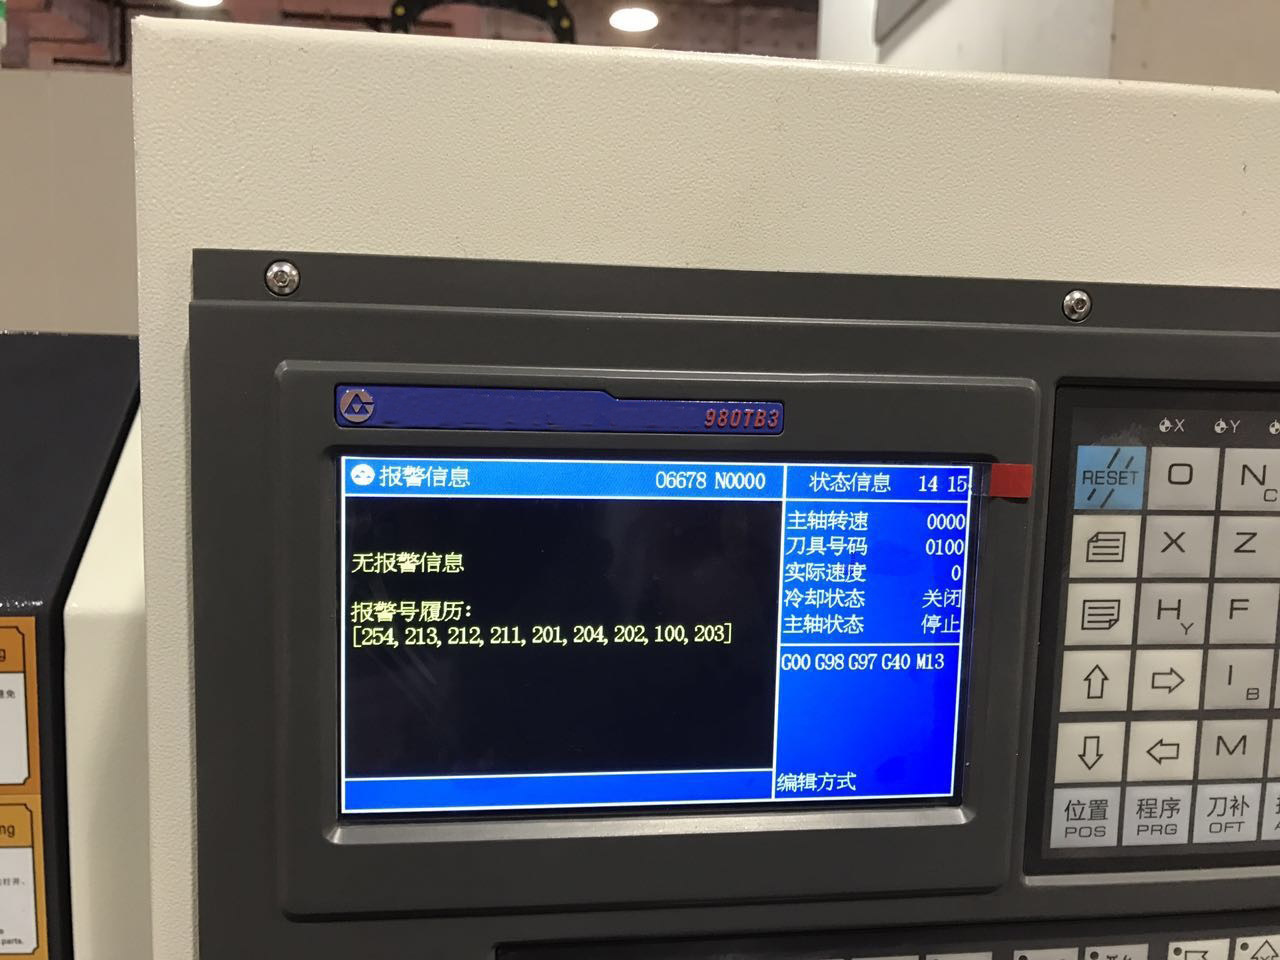 980TB3
报警信息 O6678 N0000
状态信息 14 15
无报警信息
报警号履历:
[254, 213, 212, 211, 201, 204, 202, 100, 203]
主轴转速 0000
刀具号码 0100
实际速度 0
冷却状态 关闭
主轴状态 停止
G00 G98 G97 G40 M13
编辑方式
X Y
RESET O N C
X Z
H Y F
I B
M
位置 程序 刀补
POS PRG OFT
parts.